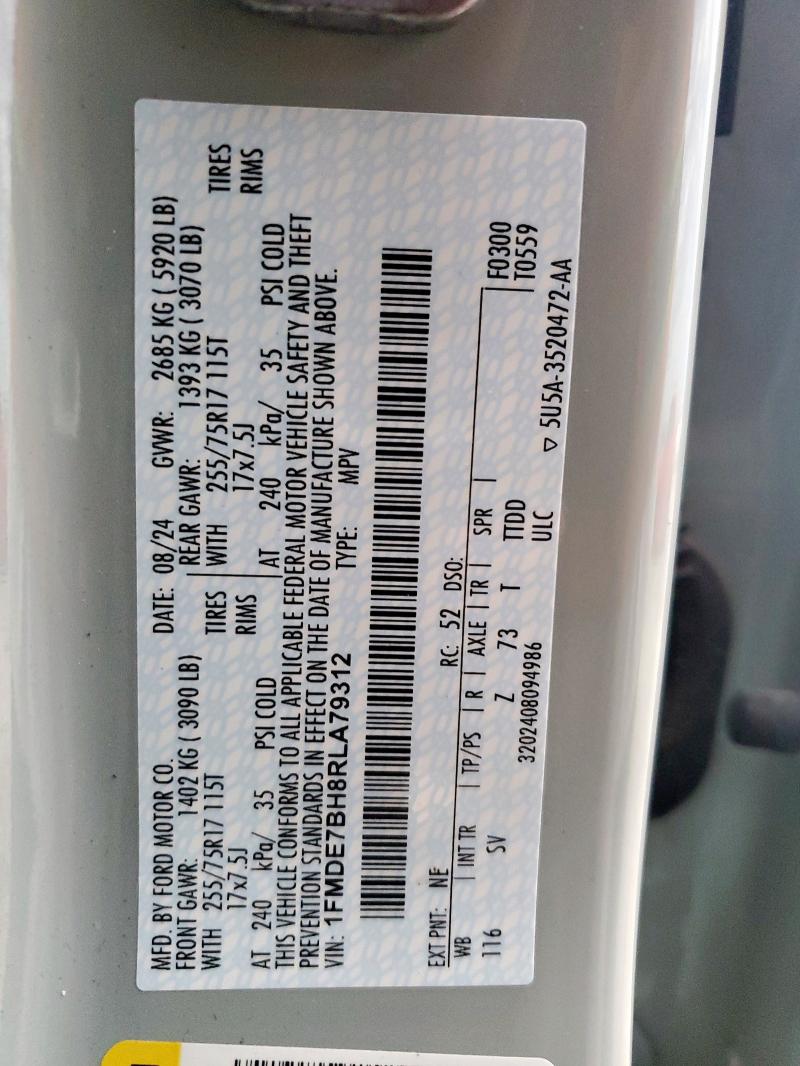 MFD. BY FORD MOTOR CO. DATE: 08/24 GVWR: 2685 KG ( 5920 LB)
FRONT GAWR: 1402 KG ( 3090 LB) REAR GAWR: 1393 KG ( 3070 LB)
WITH 255/75R17 115T TIRES WITH 255/75R17 115T TIRES
17x7.5J RIMS 17x7.5J RIMS
AT 240 kPa/ 35 PSI COLD AT 240 kPa/ 35 PSI COLD
THIS VEHICLE CONFORMS TO ALL APPLICABLE FEDERAL MOTOR VEHICLE SAFETY AND THEFT
PREVENTION STANDARDS IN EFFECT ON THE DATE OF MANUFACTURE SHOWN ABOVE.
VIN: 1FMDE7BH8RLA79312 TYPE: MPV
EXT PNT: NE RC: 52 DSO:
WB INT TR TP/PS R AXLE TR SPR F0300
116 SV Z 73 T TTDD T0559
3202408094986 ULC
▽ 5U5A-3520472-AA